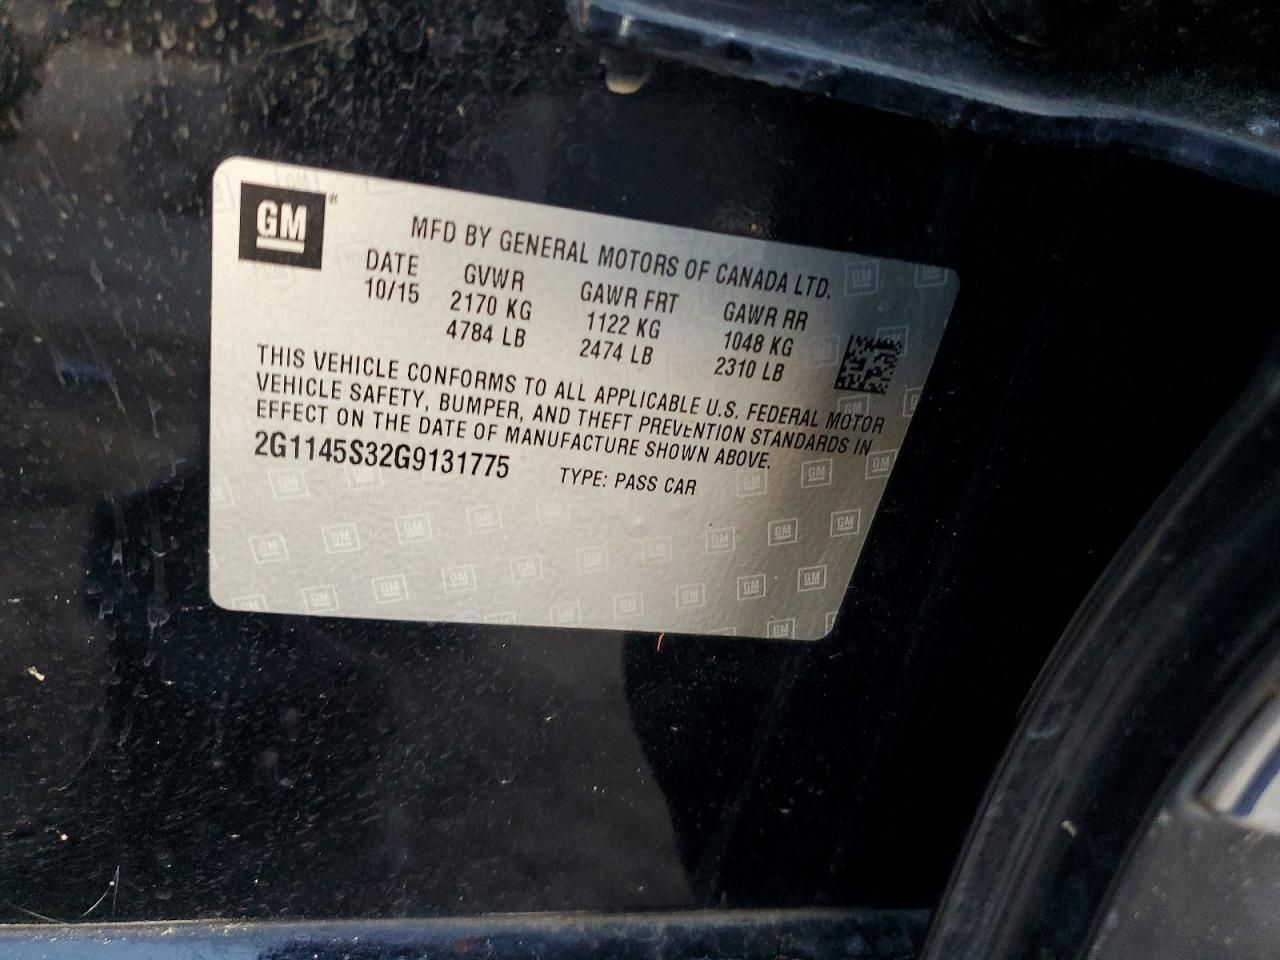 GM
MFD BY GENERAL MOTORS OF CANADA LTD.
DATE GVWR GAWR FRT GAWR RR
10/15 2170 KG 1122 KG 1048 KG
4784 LB 2474 LB 2310 LB
THIS VEHICLE CONFORMS TO ALL APPLICABLE U.S. FEDERAL MOTOR
VEHICLE SAFETY, BUMPER, AND THEFT PREVENTION STANDARDS IN
EFFECT ON THE DATE OF MANUFACTURE SHOWN ABOVE.
2G1145S32G9131775 TYPE: PASS CAR